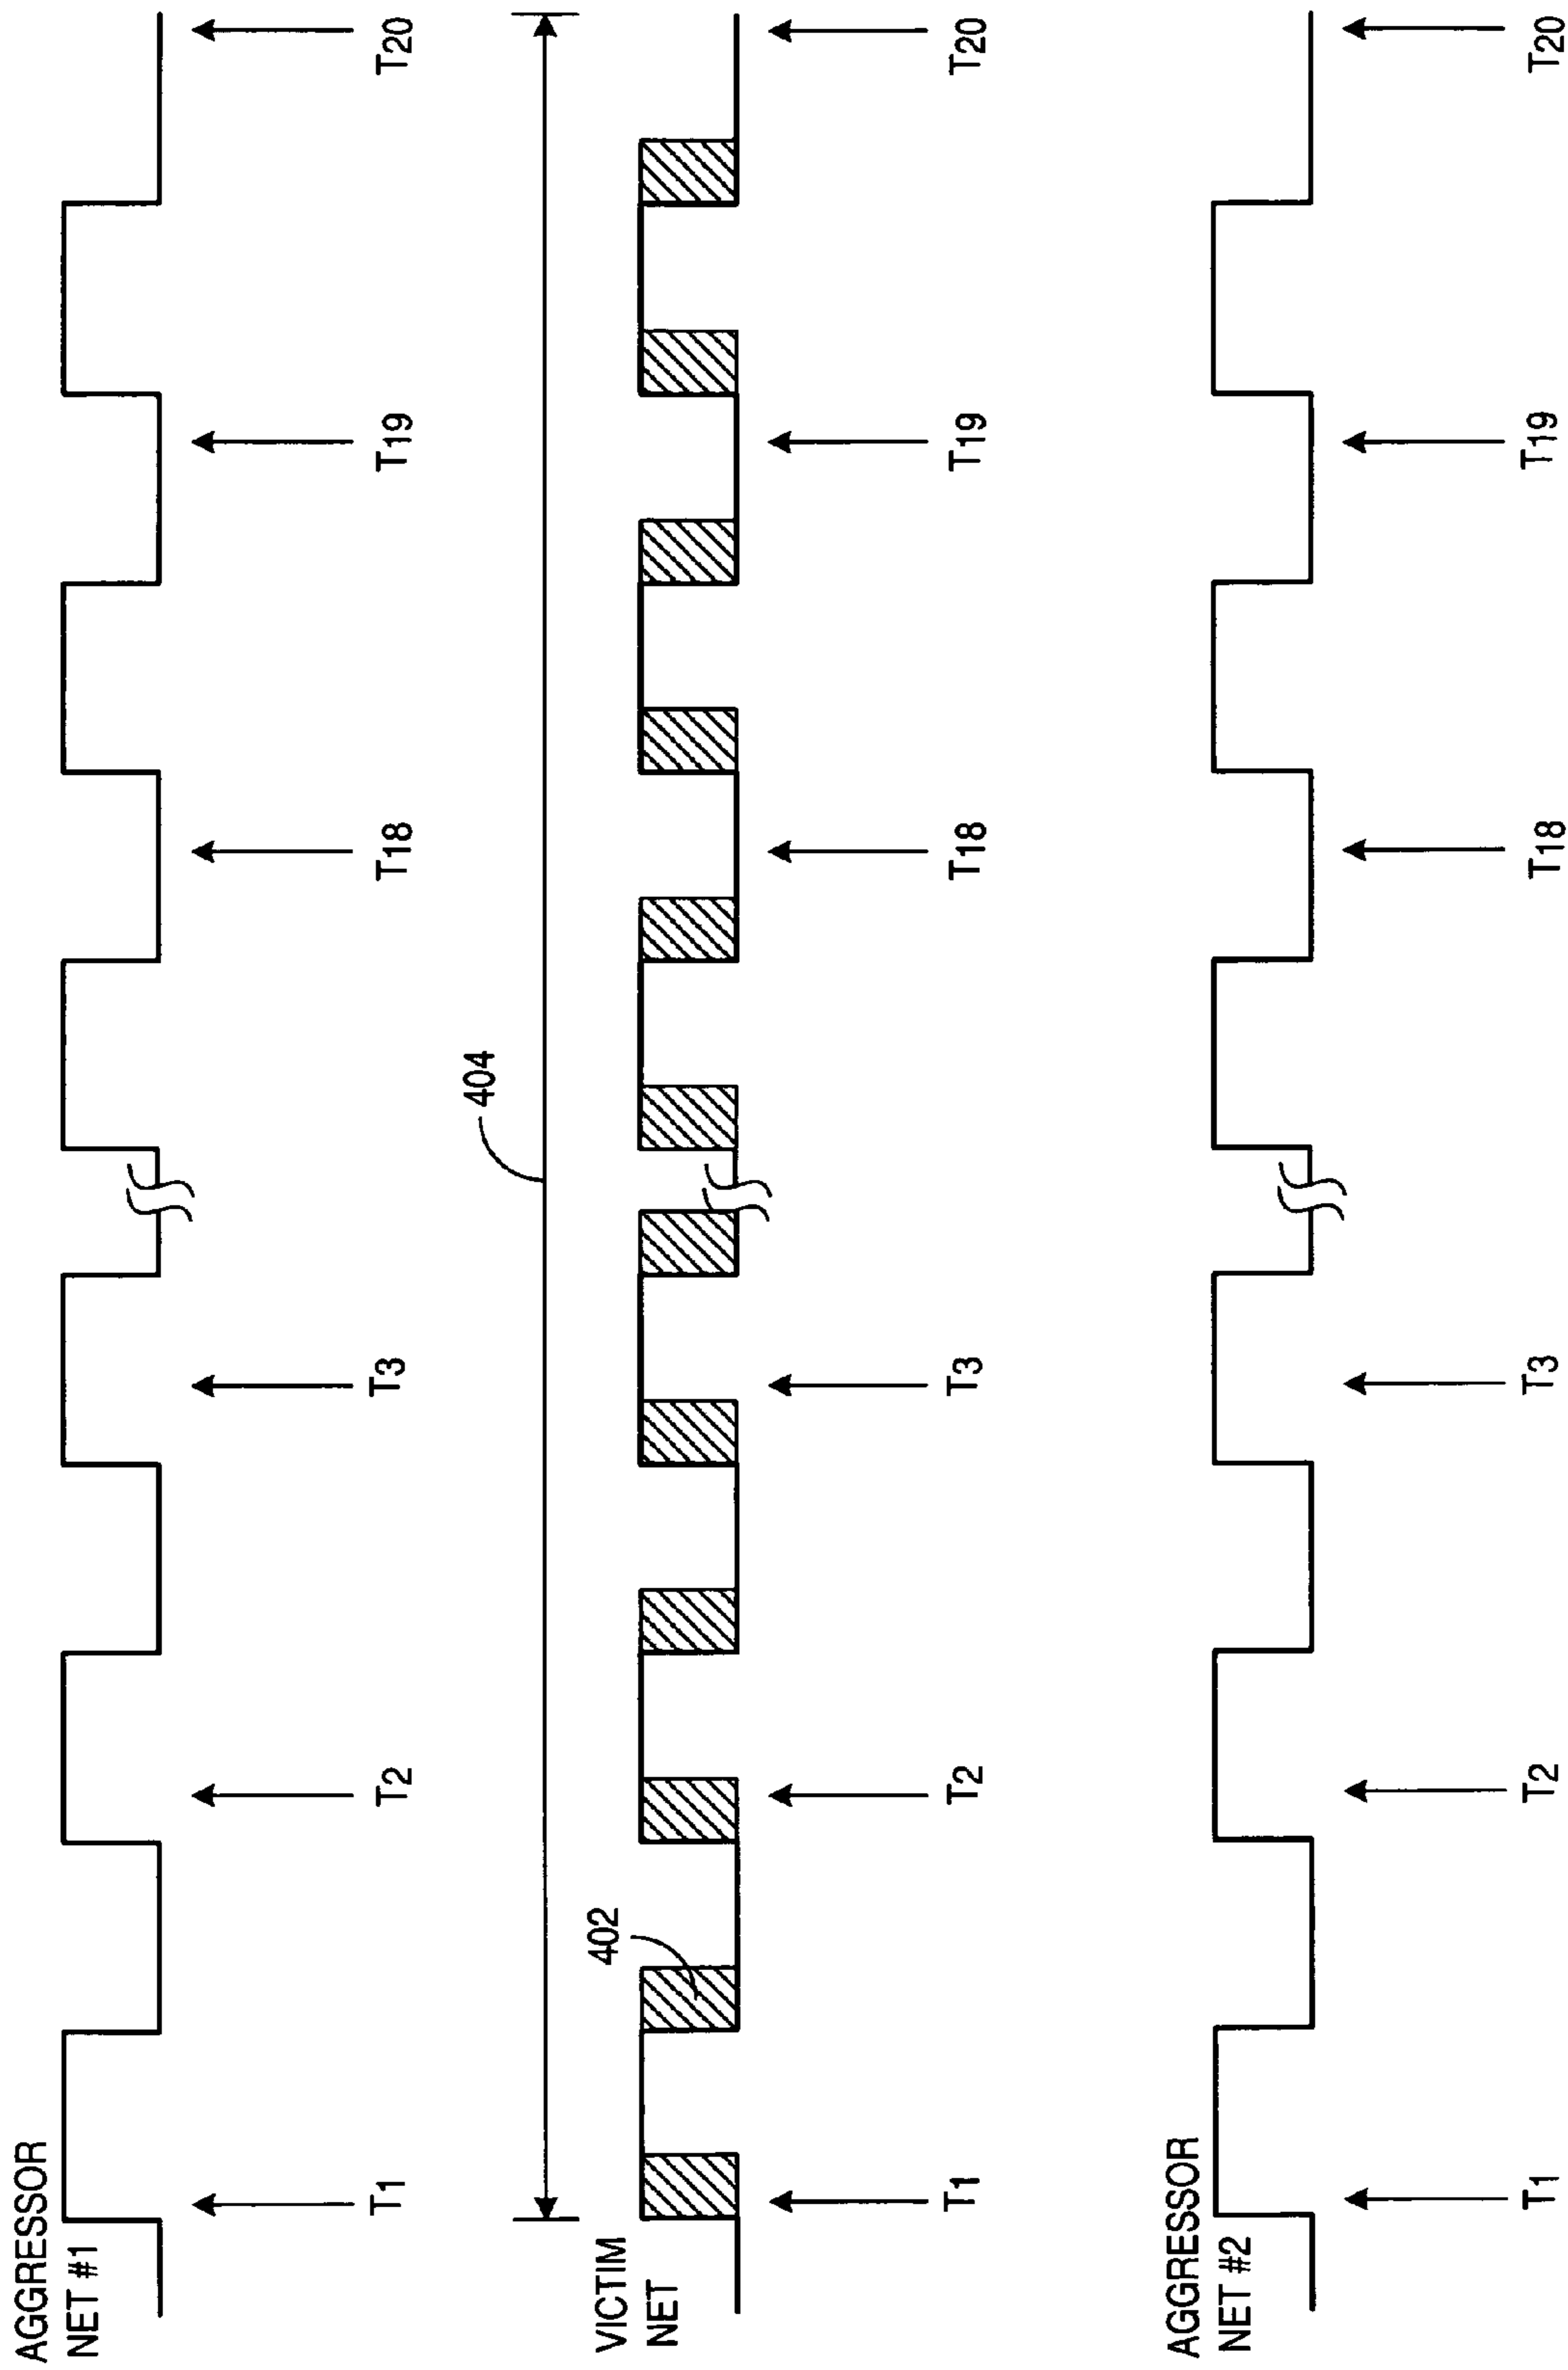 AGGRESSOR
NET #1
T1
T2
T3
T18
T19
T20
404
VICTIM
NET
402
T1
T2
T3
T18
T19
T20
AGGRESSOR
NET #2
T1
T2
T3
T18
T19
T20